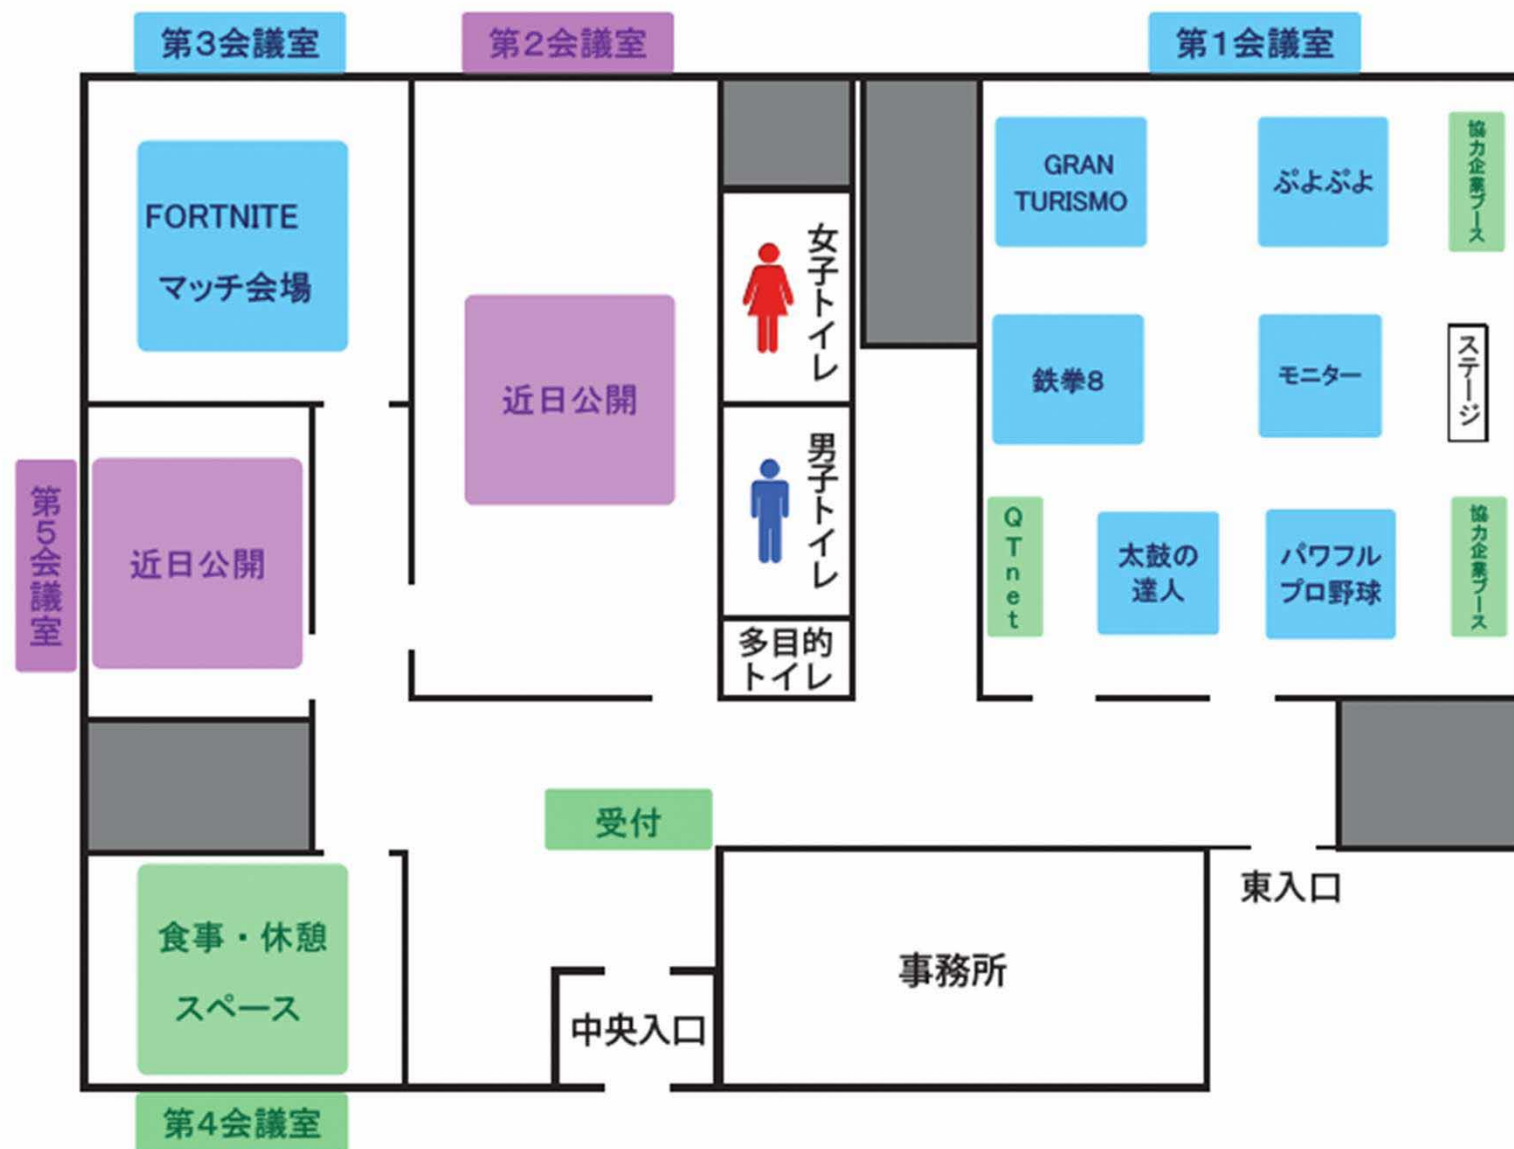 第3会議室
第2会議室
第1会議室
FORTNITE
マッチ会場
近日公開
女子トイレ
男子トイレ
多目的
トイレ
GRAN
TURISMO
ぷよぷよ
協力企業ブース
鉄拳8
モニター
ステージ
QTnet
太鼓の
達人
パワフル
プロ野球
協力企業ブース
第5会議室
近日公開
受付
東入口
食事・休憩
スペース
事務所
中央入口
第4会議室